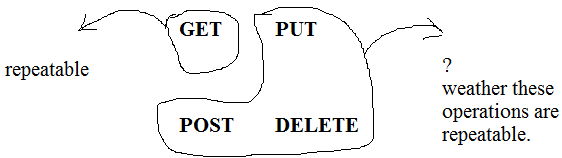 GET PUT
repeatable
?
weather these
operations are
repeatable.
POST DELETE